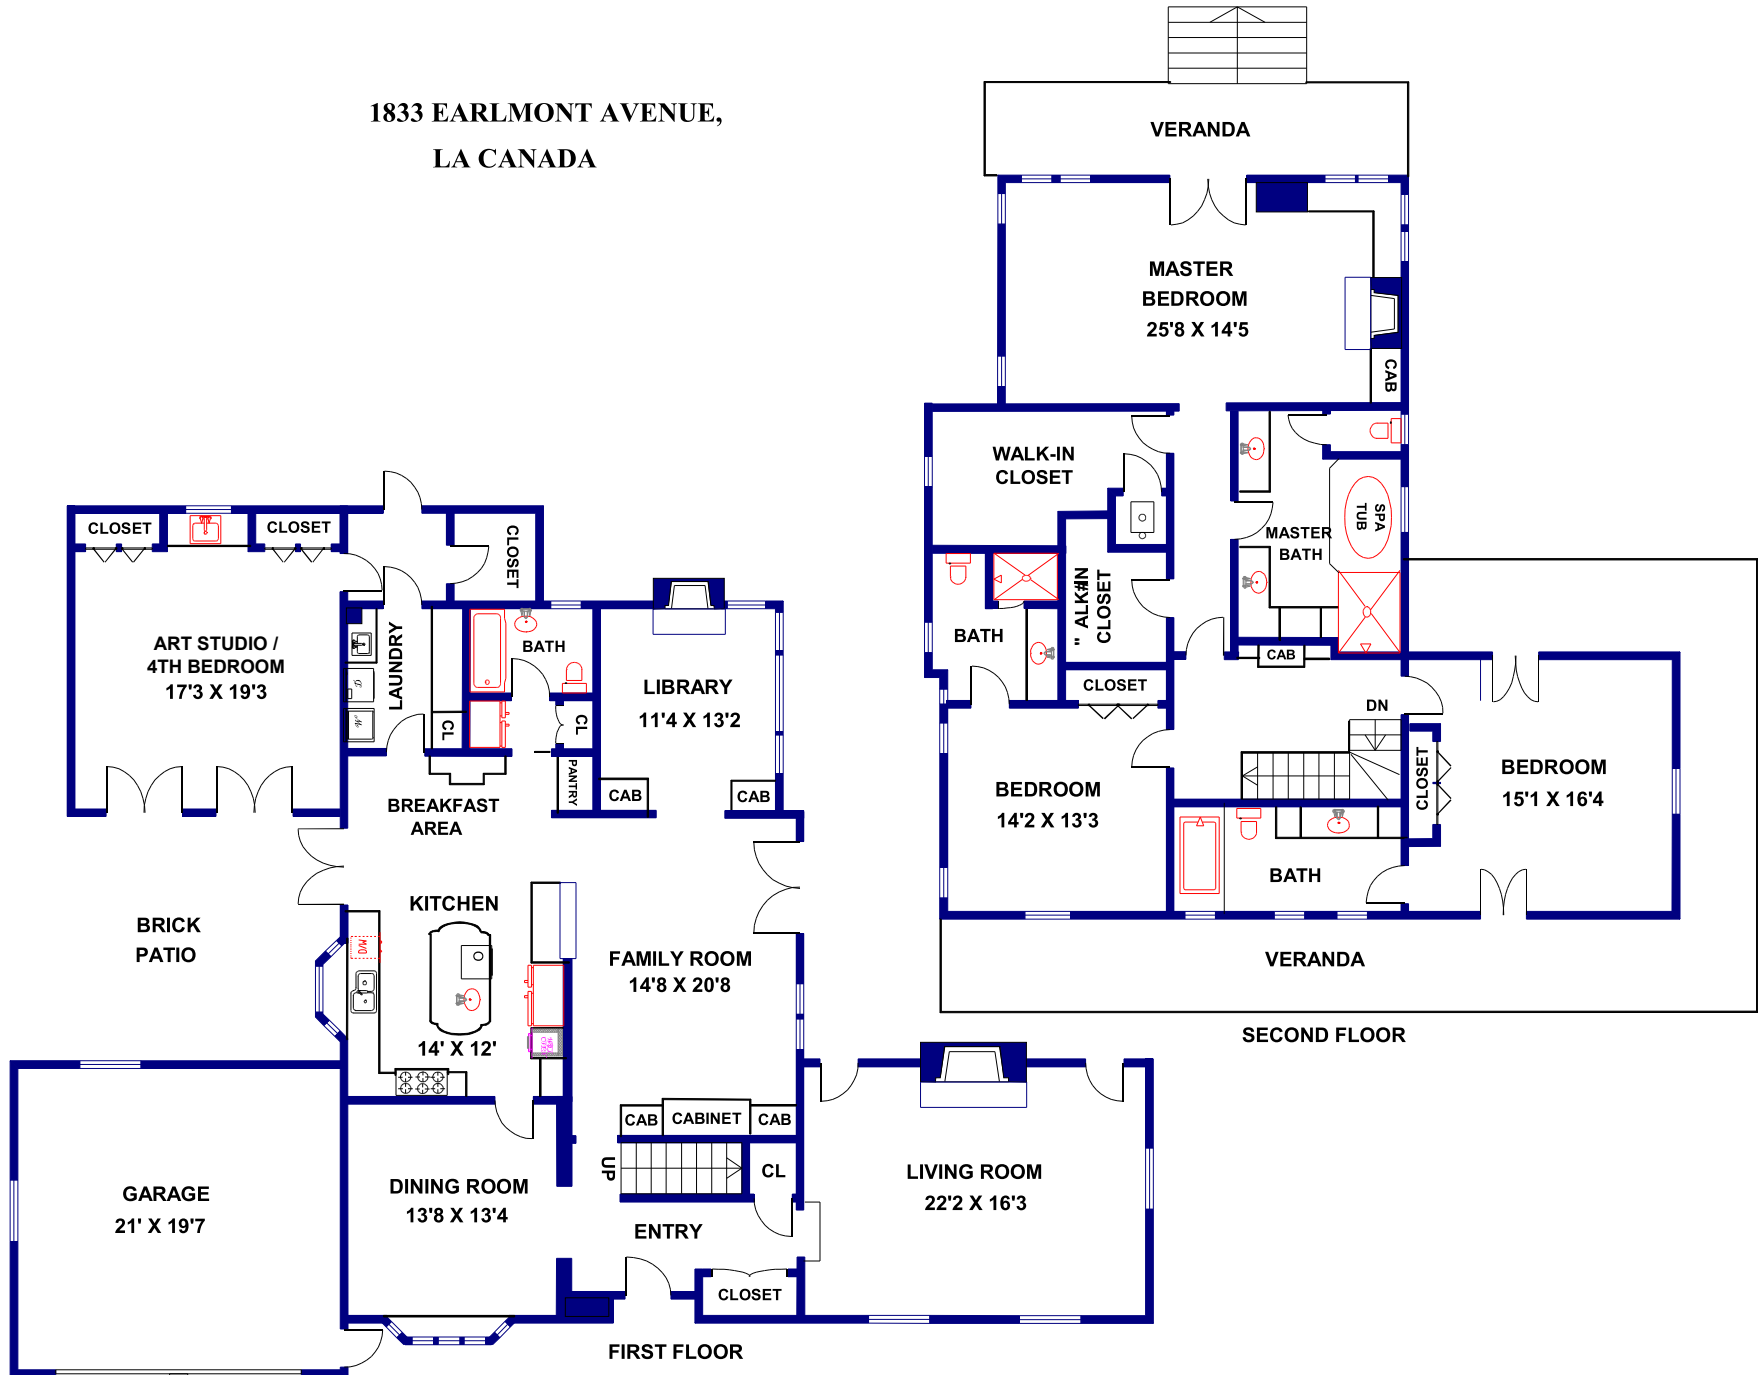 1833 EARLMONT AVENUE,
LA CANADA
VERANDA
MASTER
BEDROOM
25'8 X 14'5
CAB
WALK-IN
CLOSET
SPA
TUB
MASTER
BATH
" ALK-IN
CLOSET
BATH
CLOSET
CAB
DN
BEDROOM
14'2 X 13'3
CLOSET
BEDROOM
15'1 X 16'4
BATH
VERANDA
SECOND FLOOR
CLOSET
CLOSET
CLOSET
ART STUDIO /
4TH BEDROOM
17'3 X 19'3
LAUNDRY
CL
BATH
CL
PANTRY
LIBRARY
11'4 X 13'2
CAB
CAB
BREAKFAST
AREA
BRICK
PATIO
KITCHEN
M/O
14' X 12'
FAMILY ROOM
14'8 X 20'8
CAB
CABINET
CAB
UP
CL
GARAGE
21' X 19'7
DINING ROOM
13'8 X 13'4
ENTRY
CLOSET
LIVING ROOM
22'2 X 16'3
FIRST FLOOR